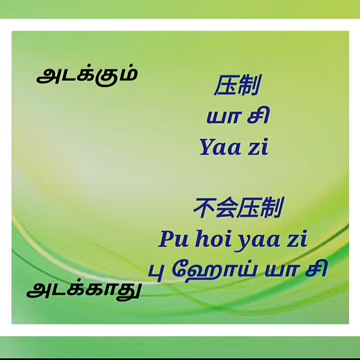 அடக்கும்
压制
யா சி
Yaa zi
不会压制
Pu hoi yaa zi
பு ஹோய் யா சி
அடக்காது